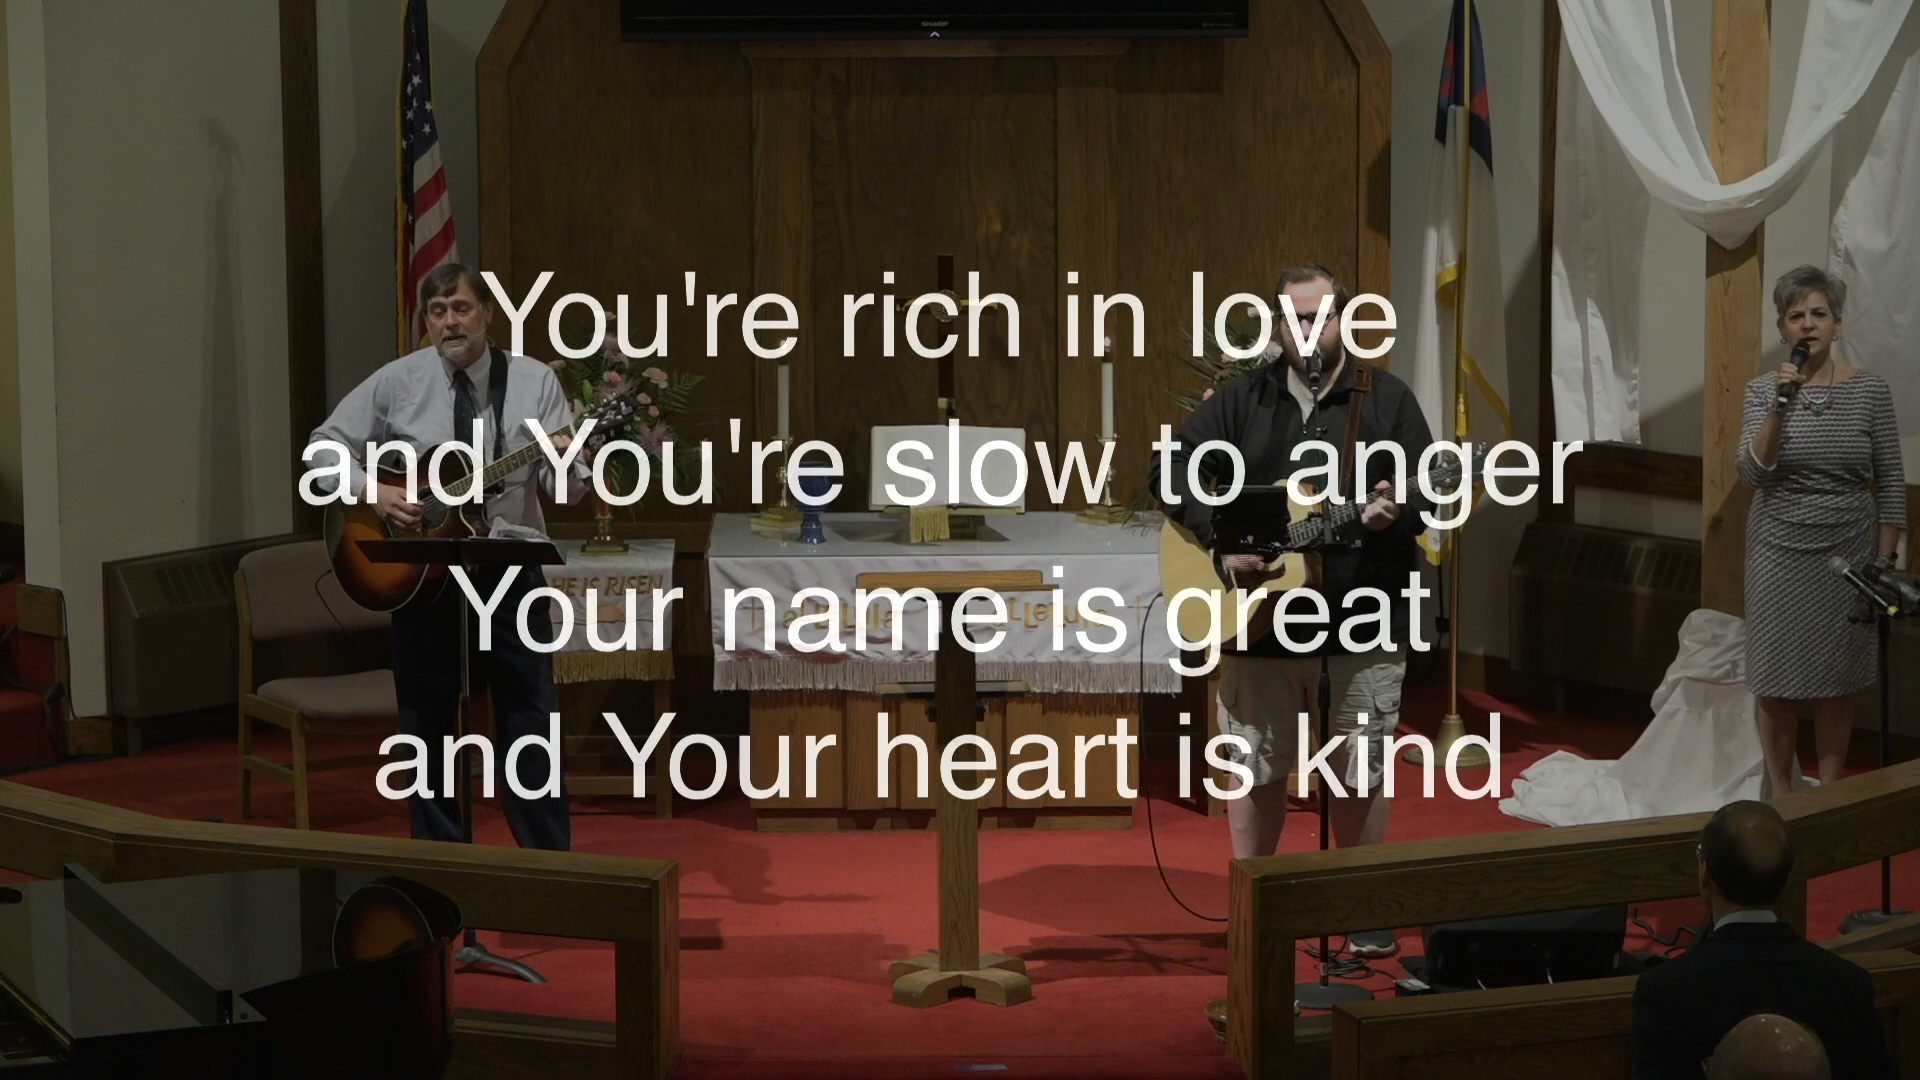 SHARP
You're rich in love
and You're slow to anger
HE IS RISEN
Your name is great
and Your heart is kind